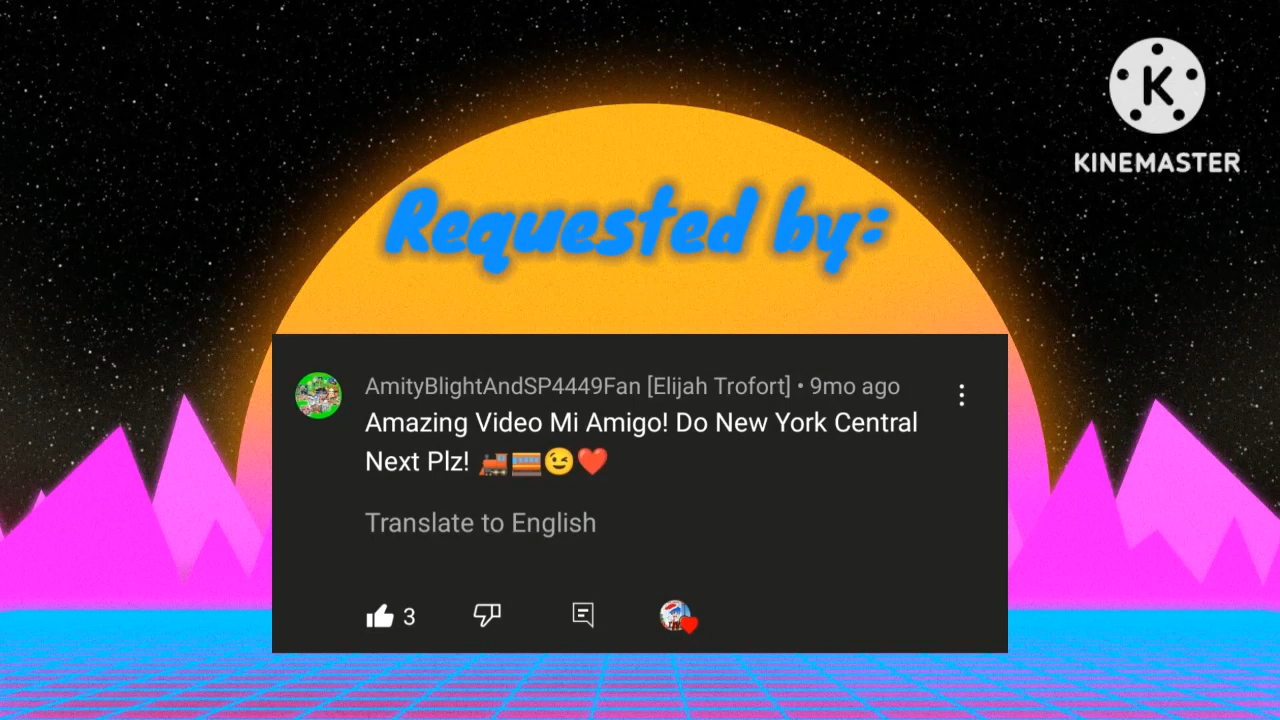 K
KINEMASTER
Requested by:
AmityBlightAndSP4449Fan [Elijah Trofort] • 9mo ago
Amazing Video Mi Amigo! Do New York Central
Next Plz! 🚂🚃😉❤️
Translate to English
3